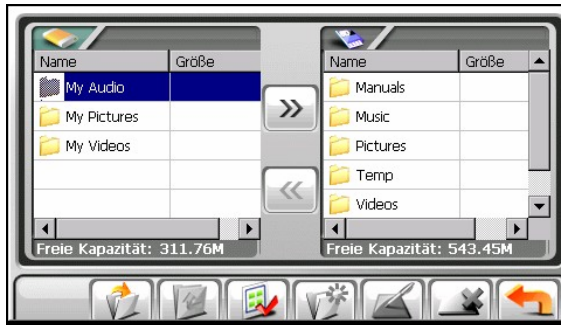 Name Größe
My Audio
My Pictures
My Videos
Freie Kapazität: 311.76M
Name Größe
Manuals
Music
Pictures
Temp
Videos
Freie Kapazität: 543.45M